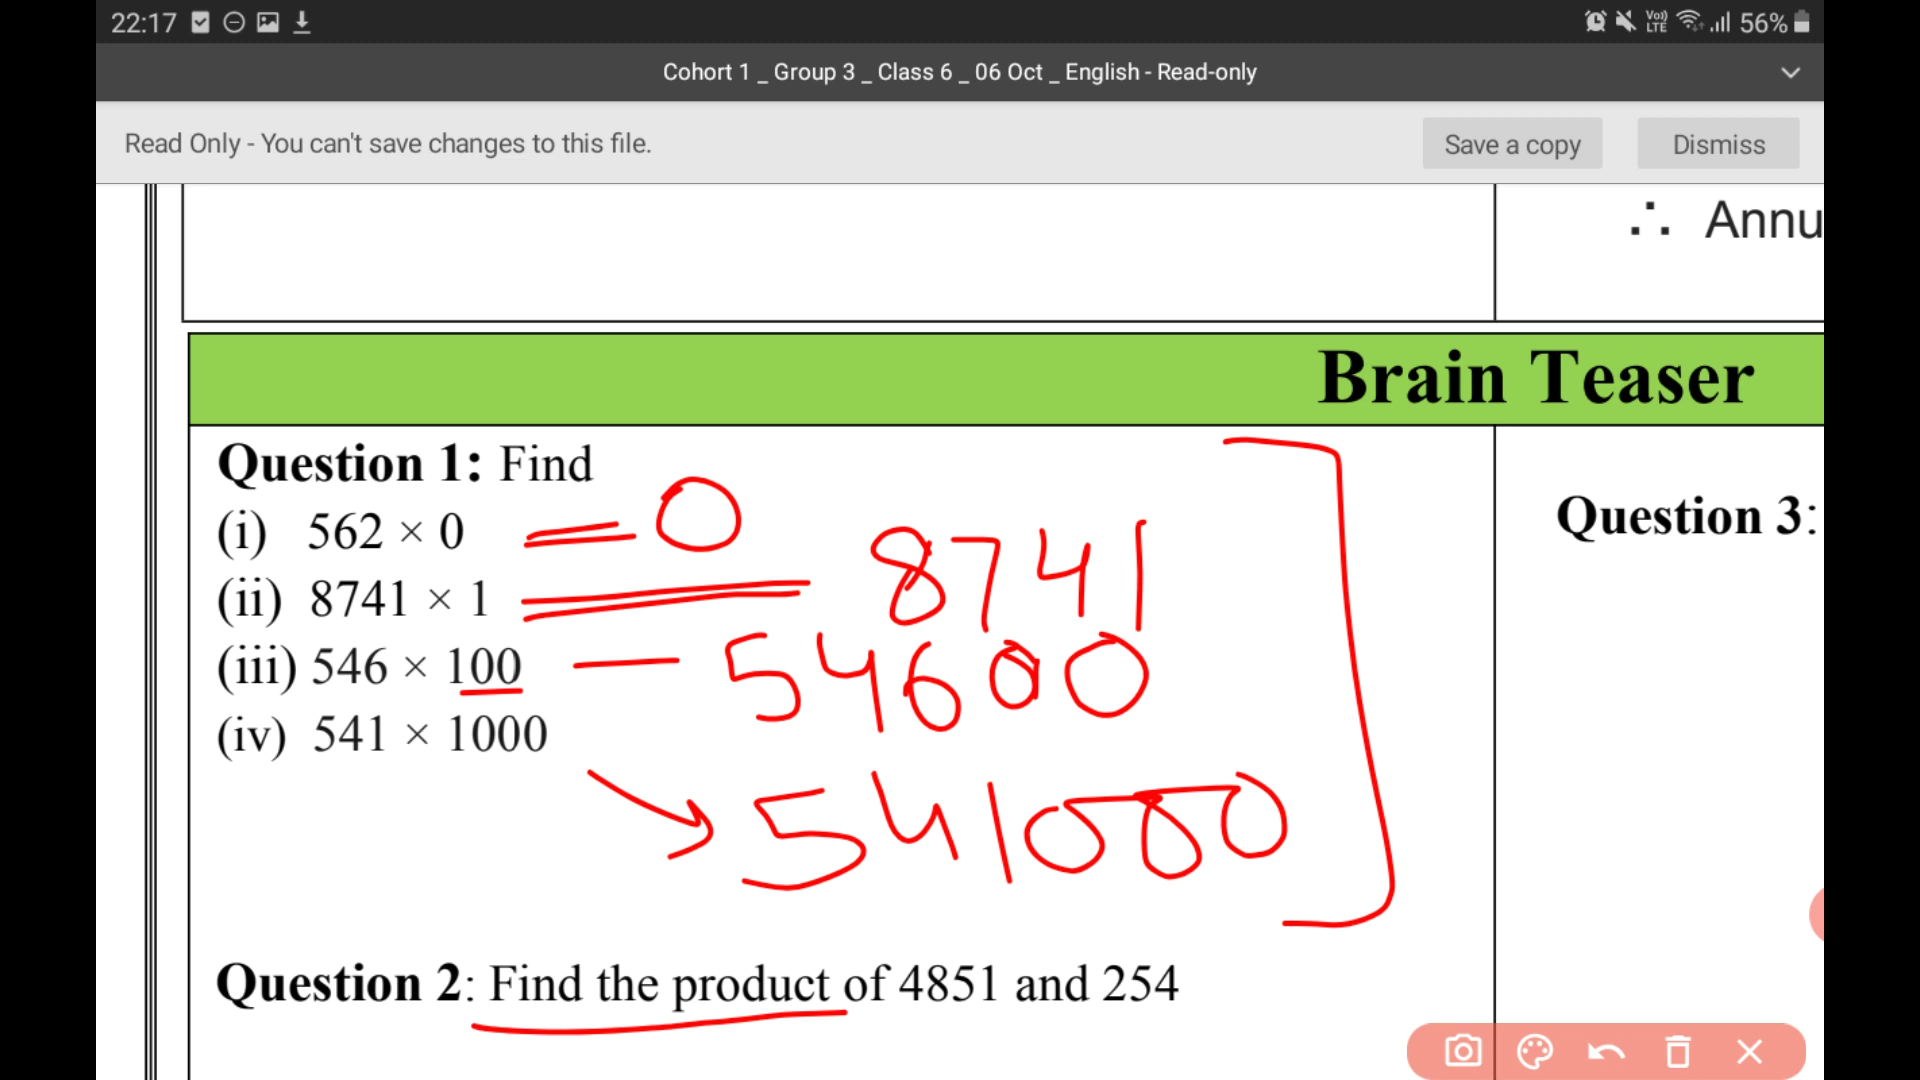 22:17
Vo)) LTE 56%
Cohort 1 _ Group 3 _ Class 6 _ 06 Oct _ English - Read-only
Read Only - You can't save changes to this file.
Save a copy
Dismiss
∴ Annu
Brain Teaser
Question 1: Find
(i) 562 × 0 = 0
(ii) 8741 × 1 = 8741
(iii) 546 × 100 — 54600
(iv) 541 × 1000
→ 541000
Question 2: Find the product of 4851 and 254
Question 3: